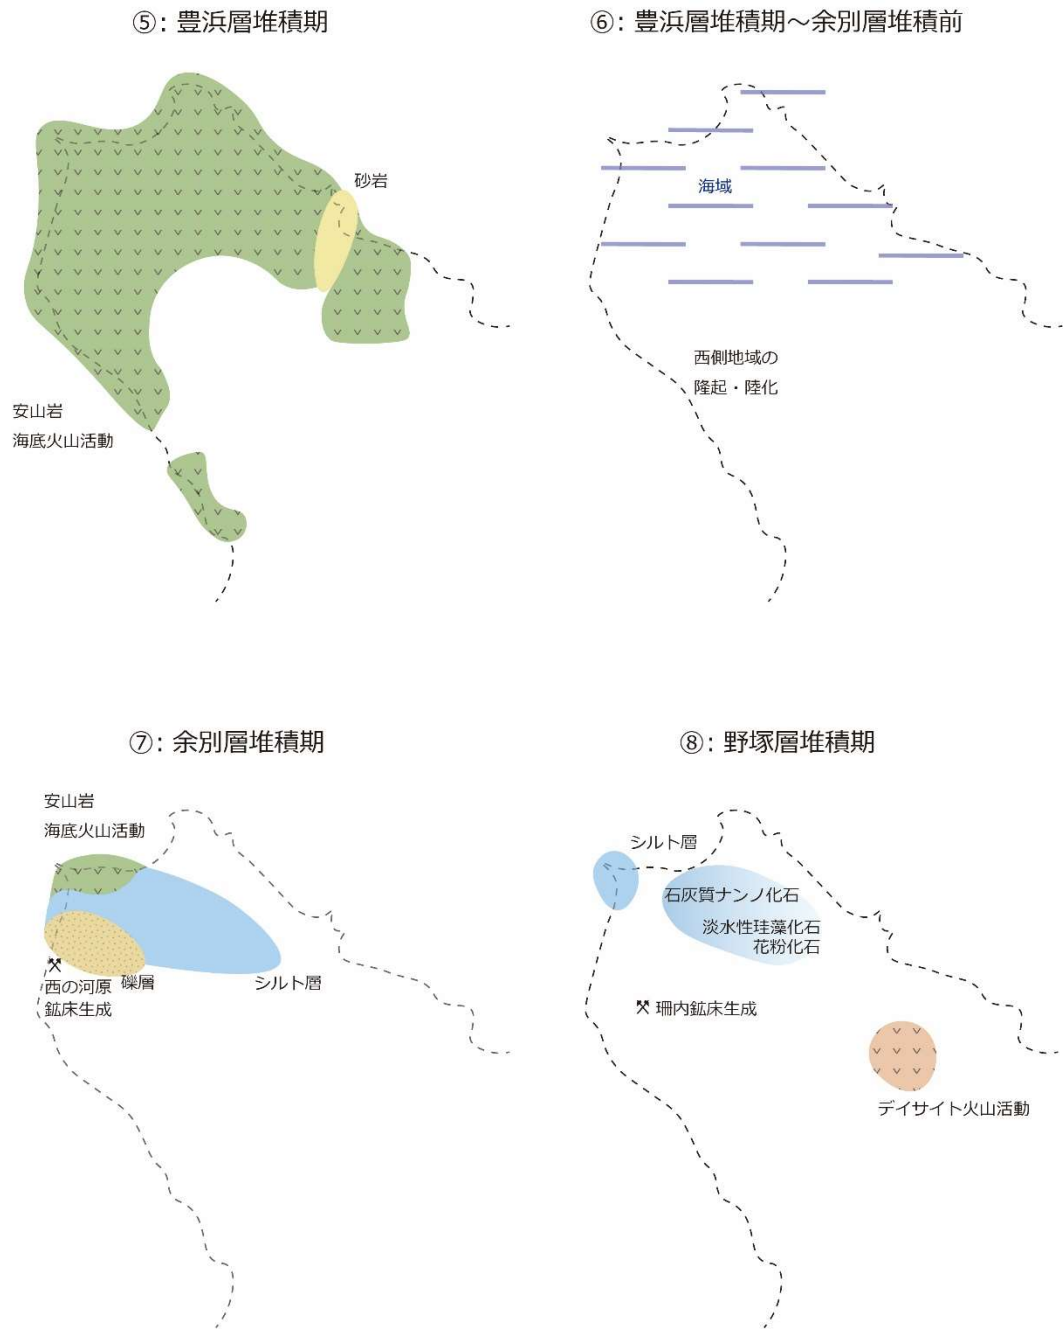 ⑤: 豊浜層堆積期
砂岩
安山岩
海底火山活動
⑥: 豊浜層堆積期～余別層堆積前
海域
西側地域の
隆起・陸化
⑦: 余別層堆積期
安山岩
海底火山活動
西の河原
鉱床生成
礫層
シルト層
⑧: 野塚層堆積期
シルト層
石灰質ナンノ化石
淡水性珪藻化石
花粉化石
珊内鉱床生成
デイサイト火山活動